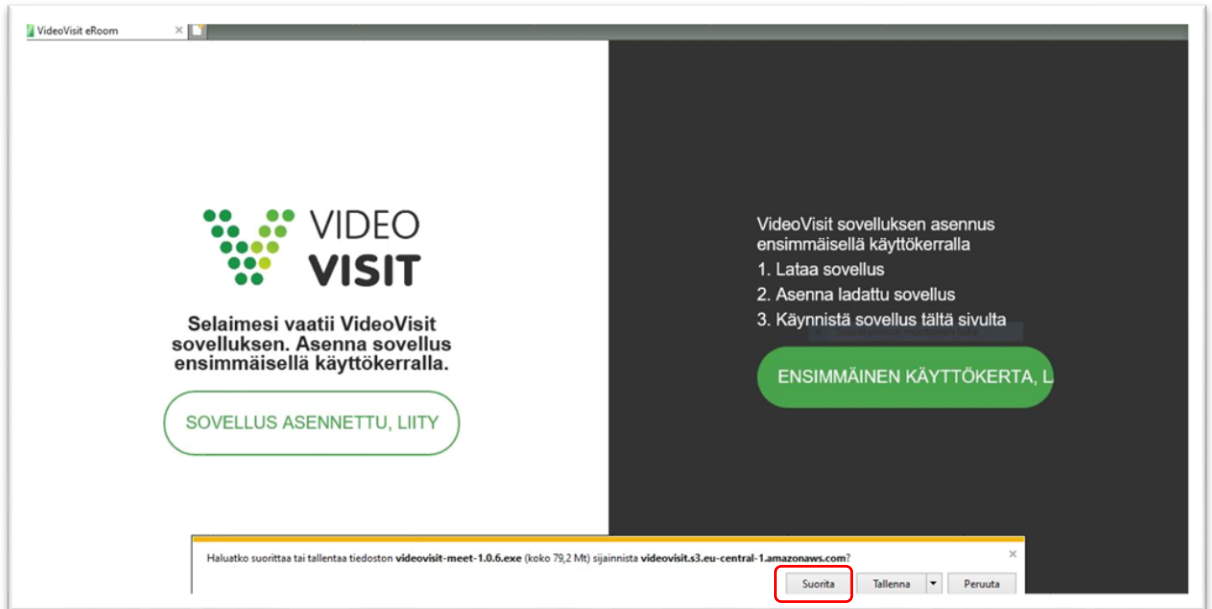 VideoVisit eRoom
VIDEO
VISIT
Selaimesi vaatii VideoVisit
sovelluksen. Asenna sovellus
ensimmäisellä käyttökerralla.
SOVELLUS ASENNETTU, LIITY
VideoVisit sovelluksen asennus
ensimmäisellä käyttökerralla
1. Lataa sovellus
2. Asenna ladattu sovellus
3. Käynnistä sovellus tältä sivulta
ENSIMMÄINEN KÄYTTÖKERTA, L
Haluatko suorittaa tai tallentaa tiedoston videovisit-meet-1.0.6.exe (koko 79,2 Mt) sijainnista videovisit.s3.eu-central-1.amazonaws.com?
Suorita Tallenna Peruuta